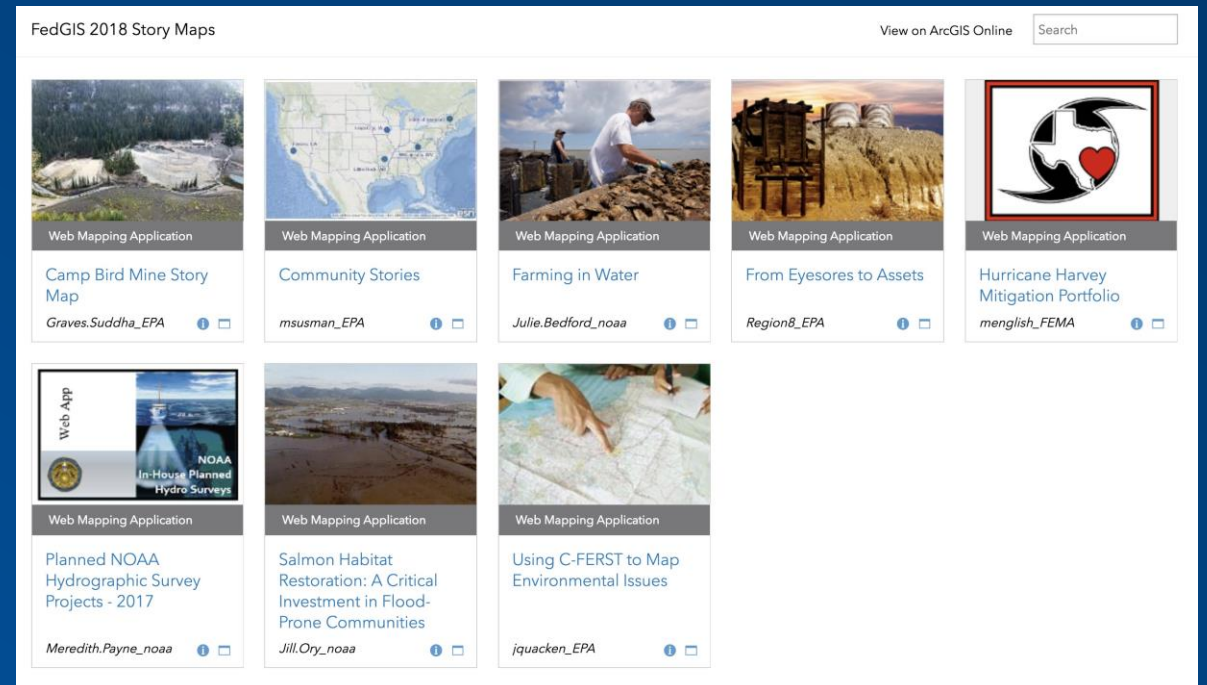 FedGIS 2018 Story Maps
View on ArcGIS Online
Search
Web Mapping Application
Camp Bird Mine Story
Map
Graves.Suddha_EPA
esri
Web Mapping Application
Community Stories
msusman_EPA
Web Mapping Application
Farming in Water
Julie.Bedford_noaa
Web Mapping Application
From Eyesores to Assets
Region8_EPA
Web Mapping Application
Hurricane Harvey
Mitigation Portfolio
menglish_FEMA
Web App
NOAA
In-House Planned
Hydro Surveys
Web Mapping Application
Planned NOAA
Hydrographic Survey
Projects - 2017
Meredith.Payne_noaa
Web Mapping Application
Salmon Habitat
Restoration: A Critical
Investment in Flood-
Prone Communities
Jill.Ory_noaa
Web Mapping Application
Using C-FERST to Map
Environmental Issues
jquacken_EPA